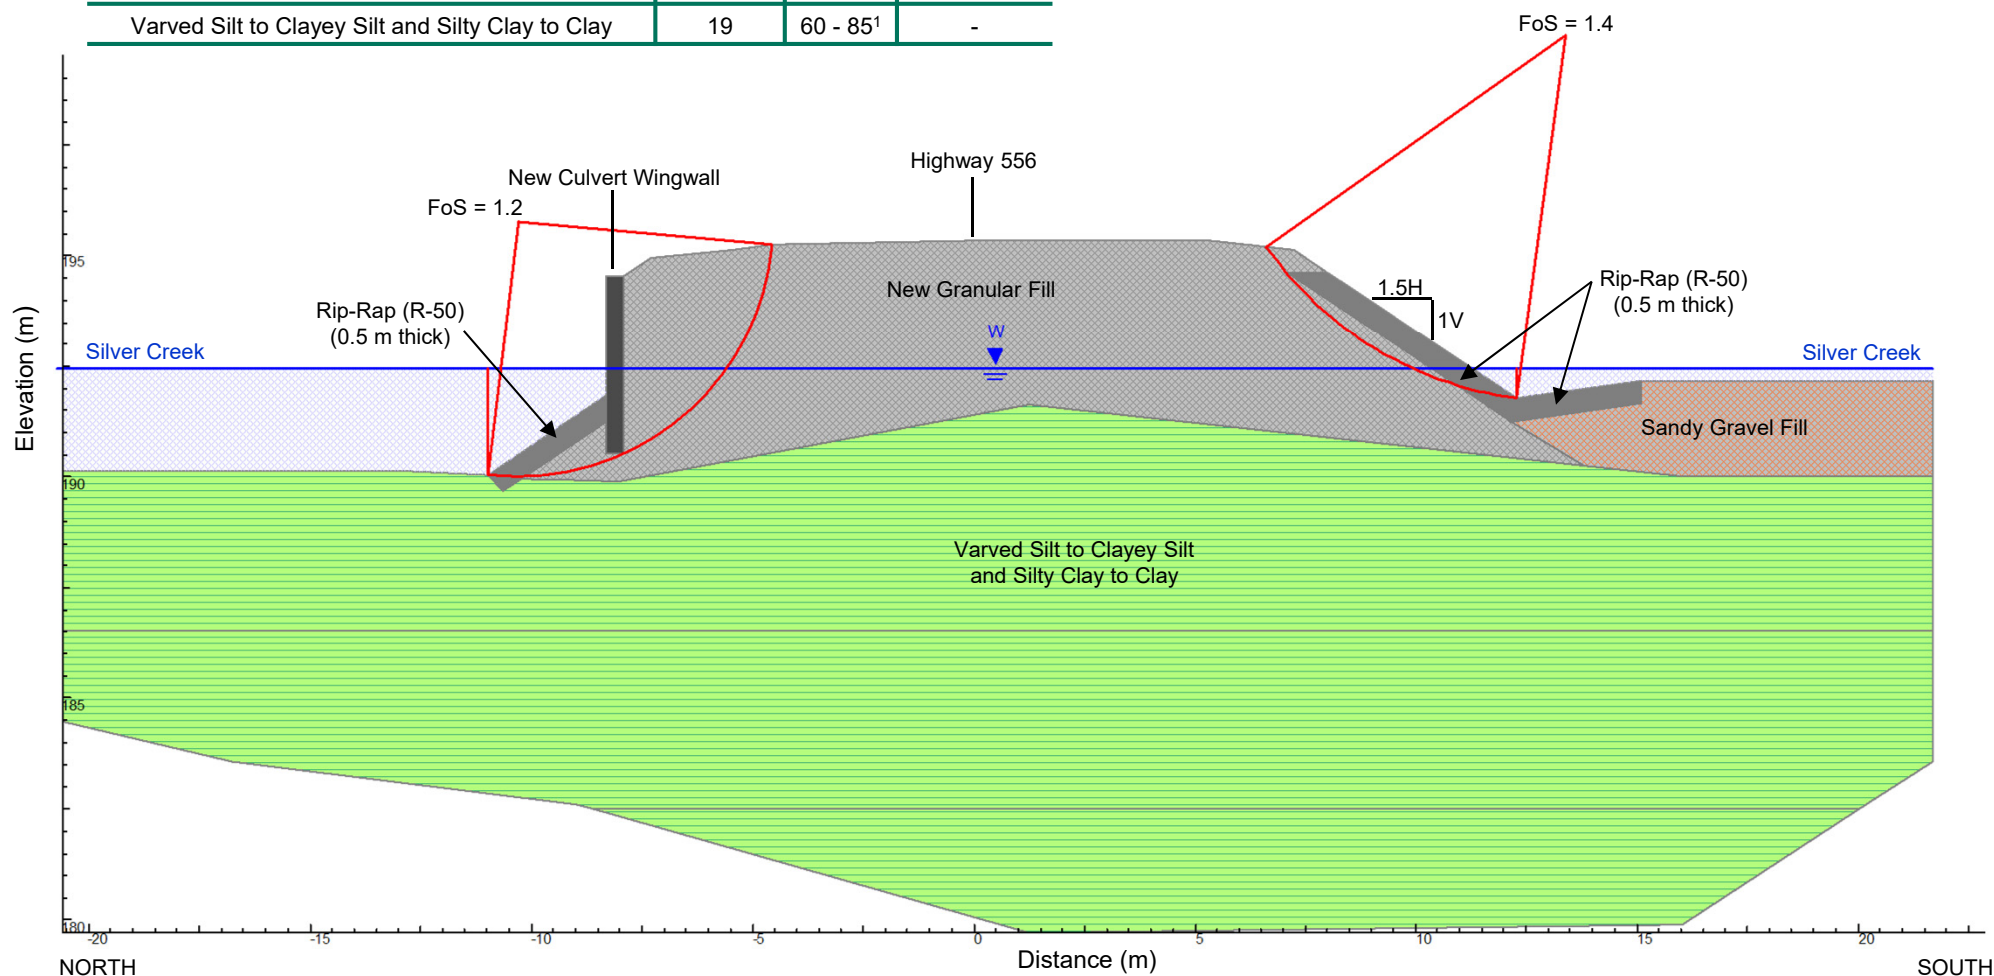 Varved Silt to Clayey Silt and Silty Clay to Clay 19 60 - 85¹ -
FoS = 1.4
Highway 556
New Culvert Wingwall
FoS = 1.2
195
New Granular Fill
1.5H
1V
Rip-Rap (R-50)
(0.5 m thick)
Rip-Rap (R-50)
(0.5 m thick)
W
Silver Creek
Silver Creek
Elevation (m)
Sandy Gravel Fill
190
Varved Silt to Clayey Silt
and Silty Clay to Clay
185
180
-20 -15 -10 -5 0 5 10 15 20
NORTH
Distance (m)
SOUTH